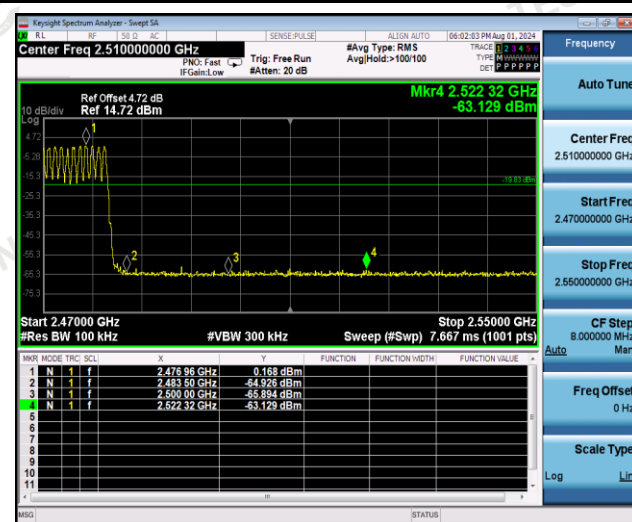 Keysight Spectrum Analyzer - Swept SA
RL RF 50 Ω AC SENSE:PULSE ALIGN AUTO 06:02:03 PM Aug 01, 2024
Center Freq 2.510000000 GHz
PNO: Fast
IFGain:Low
Trig: Free Run
#Atten: 20 dB
#Avg Type: RMS
Avg|Hold:>100/100
TRACE 1 2 3 4 5 6
TYPE M WWWWW
DET P P P P P P
Ref Offset 4.72 dB
Ref 14.72 dBm
10 dB/div
Log
Mkr4 2.522 32 GHz
-63.129 dBm
4.72
-5.28
-15.3
-25.3
-35.3
-45.3
-55.3
-65.3
-75.3
1
2
3
4
-19.83 dBm
Start 2.47000 GHz Stop 2.55000 GHz
#Res BW 100 kHz #VBW 300 kHz Sweep (#Swp) 7.667 ms (1001 pts)
MKR MODE TRC SCL X Y FUNCTION FUNCTION WIDTH FUNCTION VALUE
1 N 1 f 2.476 96 GHz 0.168 dBm
2 N 1 f 2.483 50 GHz -64.926 dBm
3 N 1 f 2.500 00 GHz -65.894 dBm
4 N 1 f 2.522 32 GHz -63.129 dBm
5
6
7
8
9
10
11
MSG STATUS
Frequency
Auto Tune
Center Freq
2.510000000 GHz
Start Freq
2.470000000 GHz
Stop Freq
2.550000000 GHz
CF Step
8.000000 MHz
Auto Man
Freq Offset
0 Hz
Scale Type
Log Lin